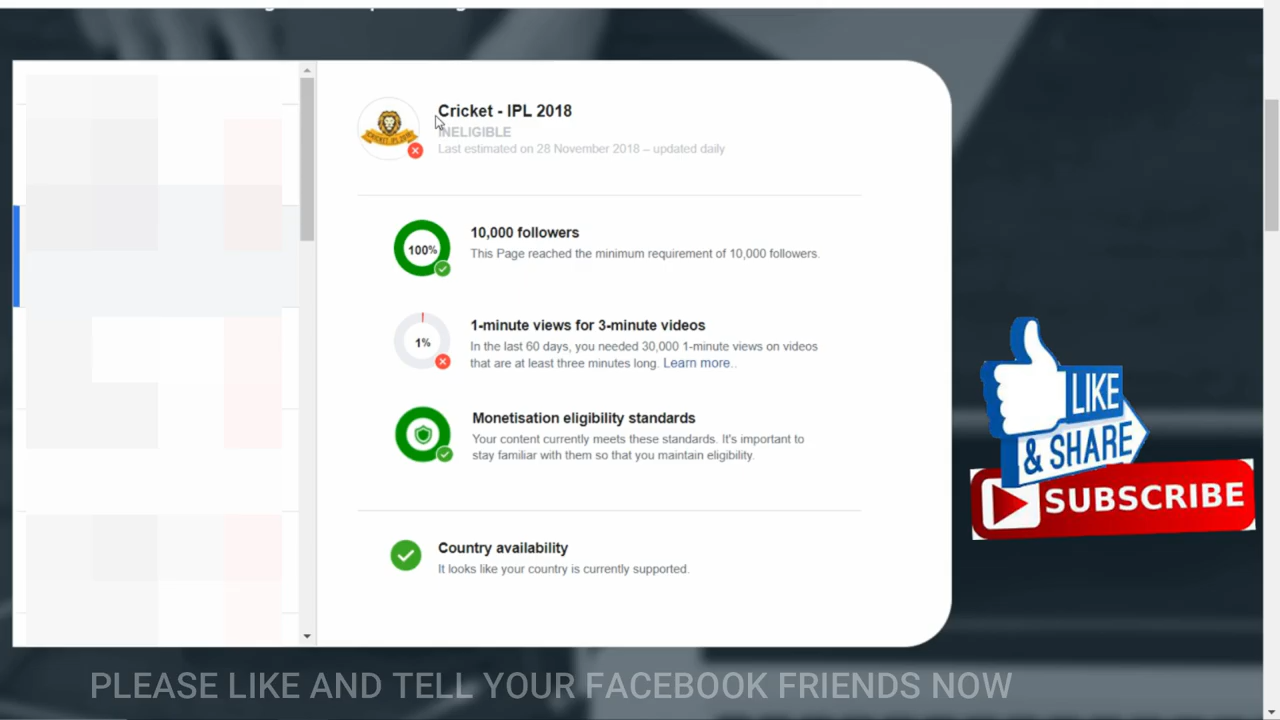 Cricket - IPL 2018
INELIGIBLE
Last estimated on 28 November 2018 – updated daily
CRICKET IPL 2018
100%
10,000 followers
This Page reached the minimum requirement of 10,000 followers.
1%
1-minute views for 3-minute videos
In the last 60 days, you needed 30,000 1-minute views on videos
that are at least three minutes long. Learn more..
Monetisation eligibility standards
Your content currently meets these standards. It's important to
stay familiar with them so that you maintain eligibility.
Country availability
It looks like your country is currently supported.
LIKE
& SHARE
SUBSCRIBE
PLEASE LIKE AND TELL YOUR FACEBOOK FRIENDS NOW